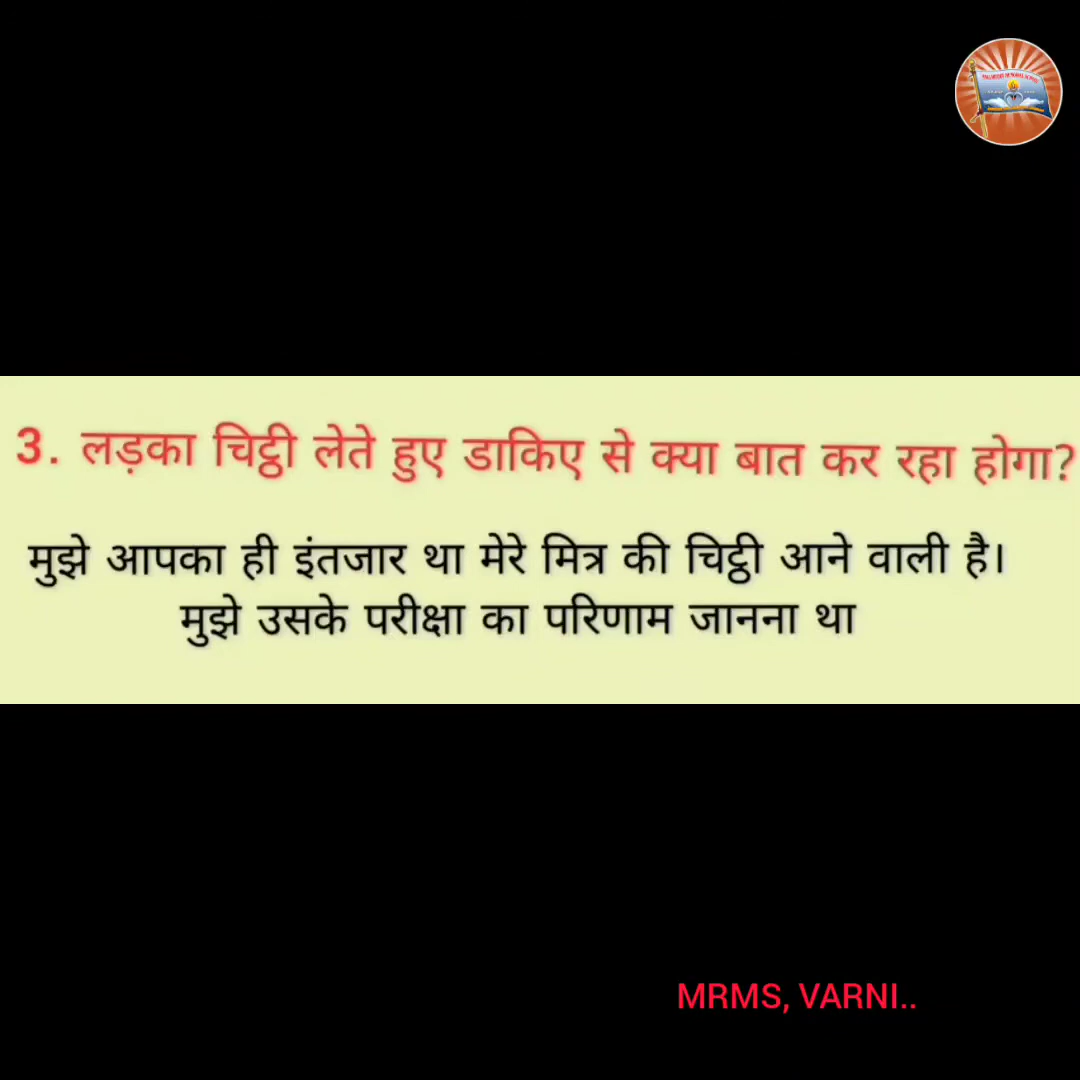 3. लड़का चिट्ठी लेते हुए डाकिए से क्या बात कर रहा होगा?
मुझे आपका ही इंतजार था मेरे मित्र की चिट्ठी आने वाली है।
मुझे उसके परीक्षा का परिणाम जानना था
MRMS, VARNI..